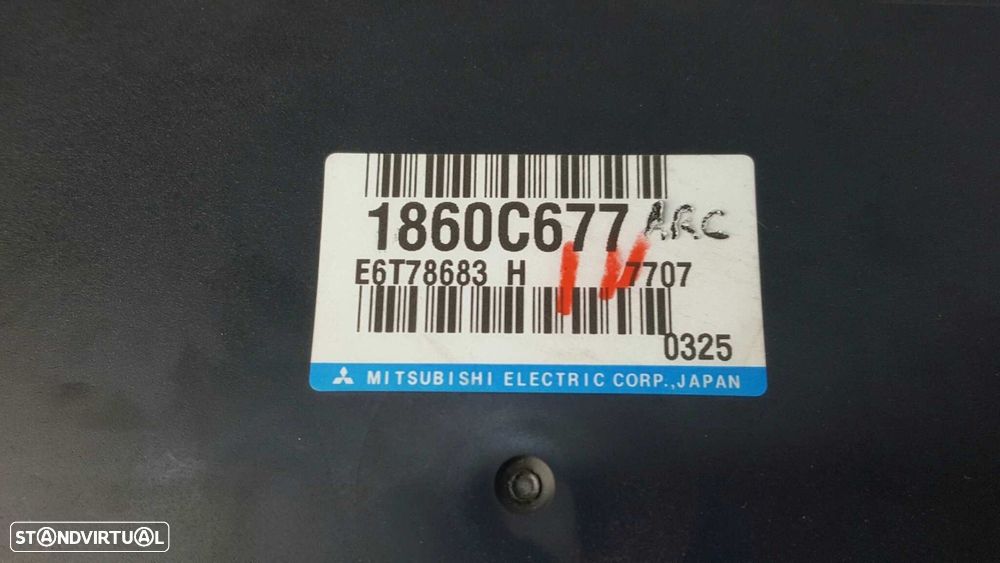 1860C677 ARC
E6T78683 H 7707
0325
MITSUBISHI ELECTRIC CORP.,JAPAN
STANDVIRTUAL